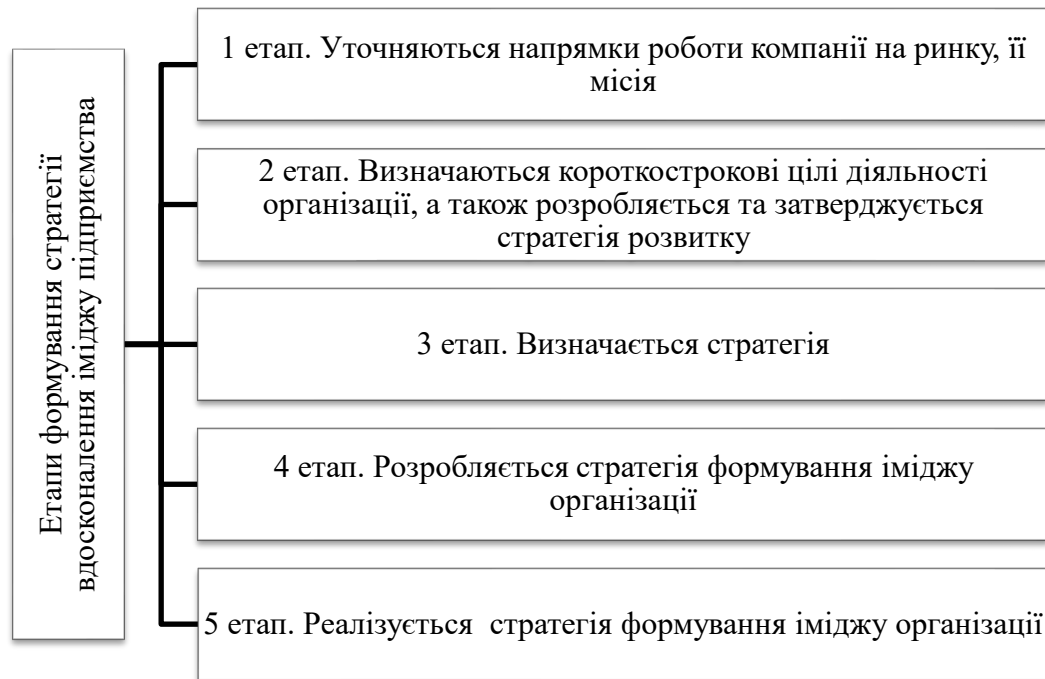 Етапи формування стратегії
вдосконалення іміджу підприємства
1 етап. Уточняються напрямки роботи компанії на ринку, її
місія
2 етап. Визначаються короткострокові цілі діяльності
організації, а також розробляється та затверджується
стратегія розвитку
3 етап. Визначається стратегія
4 етап. Розробляється стратегія формування іміджу
організації
5 етап. Реалізується  стратегія формування іміджу організації